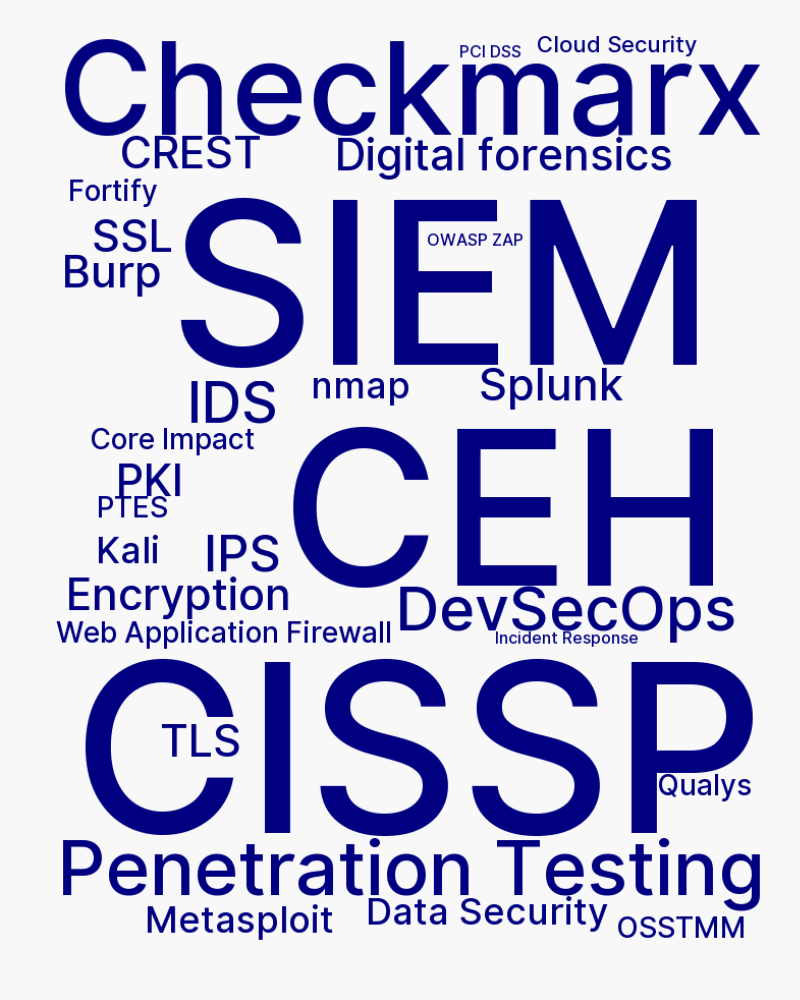 PCI DSS
Cloud Security
Checkmarx
CREST
Digital forensics
Fortify
SSL
SIEM
OWASP ZAP
Burp
IDS
nmap
Splunk
Core Impact
CEH
PKI
PTES
Kali
IPS
Encryption
DevSecOps
Web Application Firewall
Incident Response
CISSP
TLS
Qualys
Penetration Testing
Metasploit
Data Security
OSSTMM